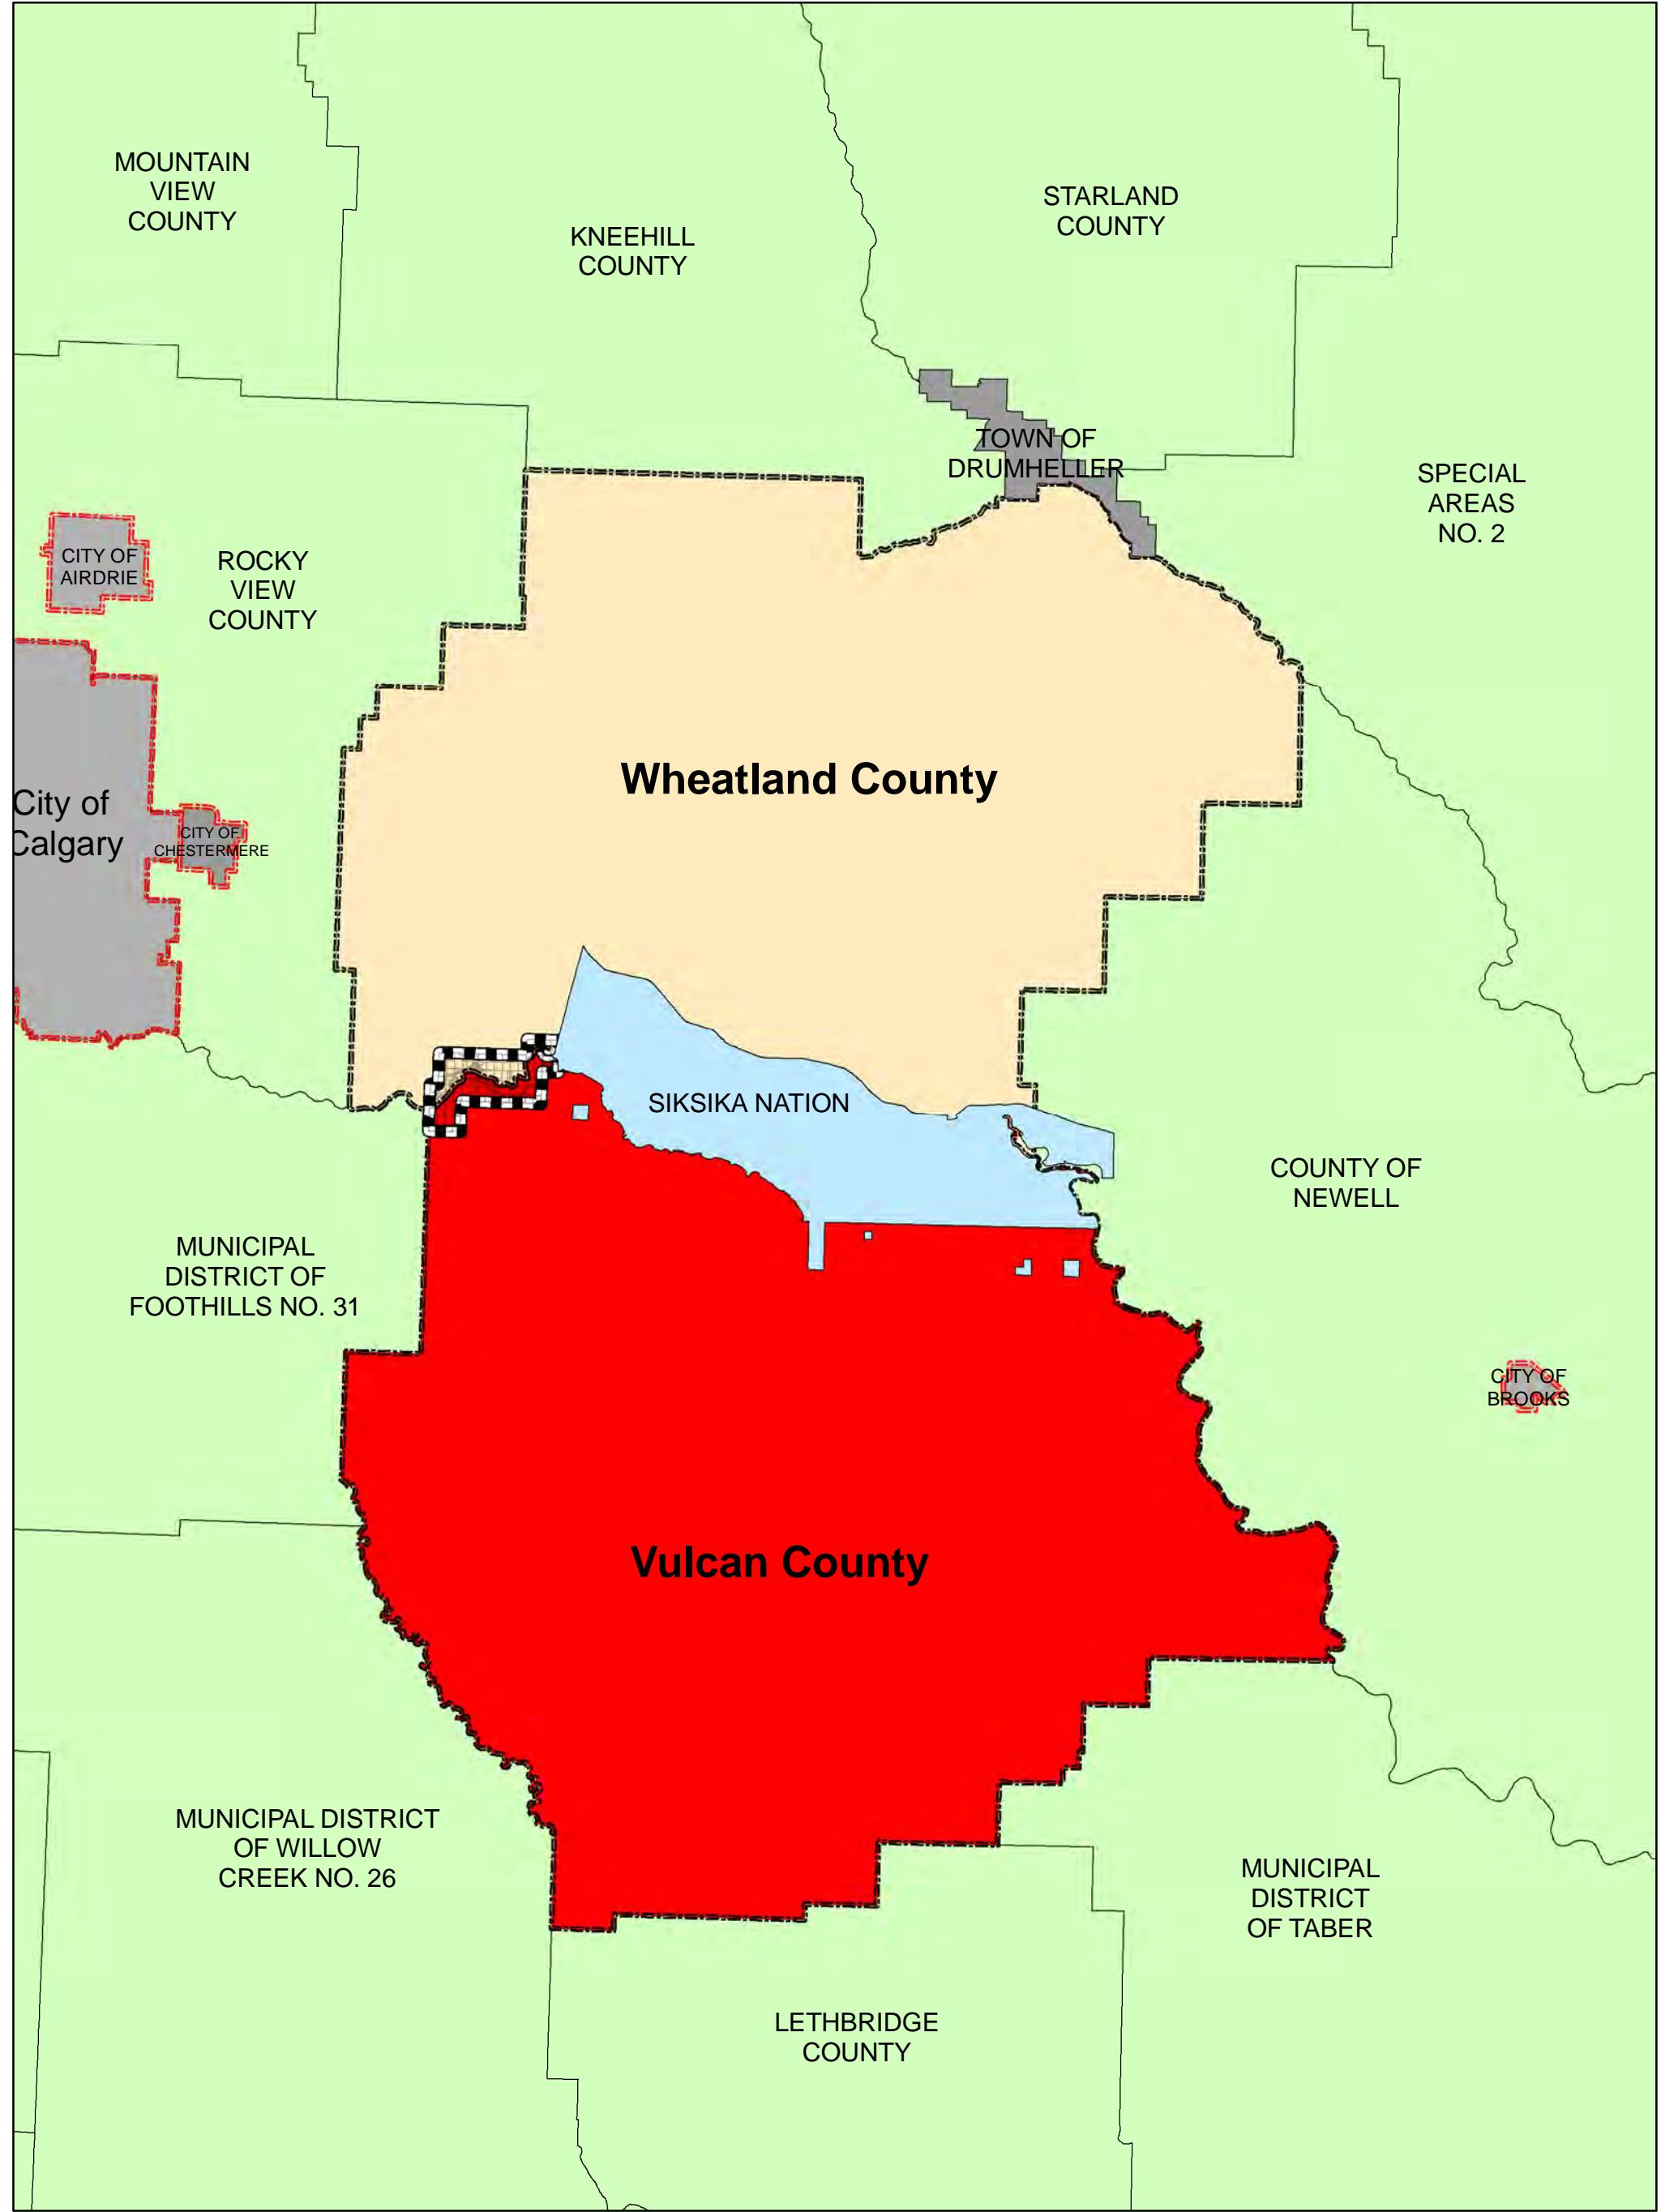 MOUNTAIN
VIEW
COUNTY
KNEEHILL
COUNTY
STARLAND
COUNTY
TOWN OF
DRUMHELLER
SPECIAL
AREAS
NO. 2
CITY OF
AIRDRIE
ROCKY
VIEW
COUNTY
Wheatland County
City of
Calgary
CITY OF
CHESTERMERE
SIKSIKA NATION
COUNTY OF
NEWELL
MUNICIPAL
DISTRICT OF
FOOTHILLS NO. 31
CITY OF
BROOKS
Vulcan County
MUNICIPAL DISTRICT
OF WILLOW
CREEK NO. 26
MUNICIPAL
DISTRICT
OF TABER
LETHBRIDGE
COUNTY